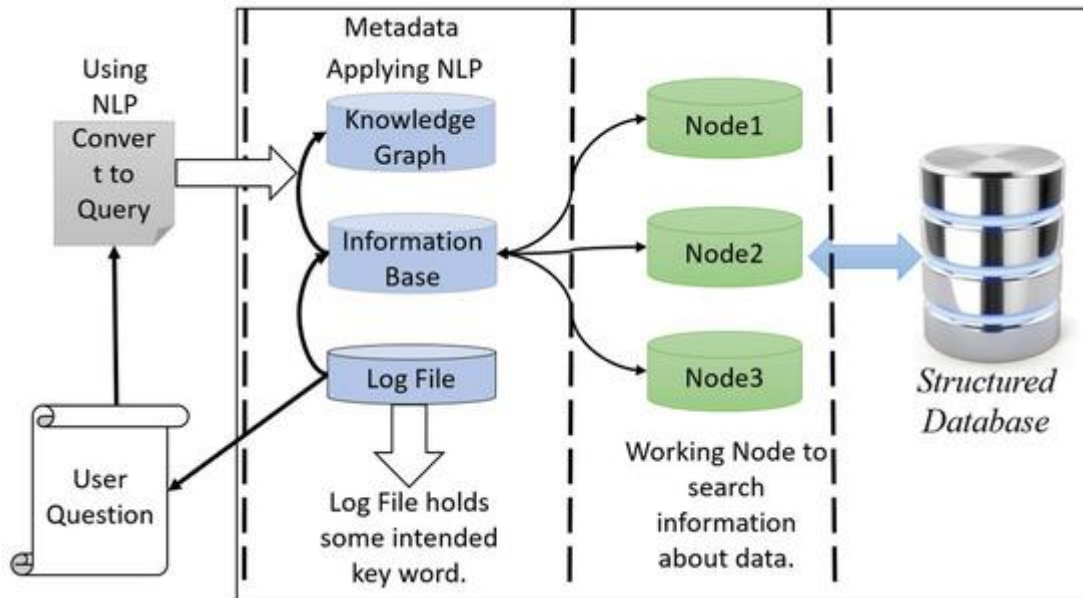 Using
NLP
Conver
t to
Query
User
Question
Metadata
Applying NLP
Knowledge
Graph
Information
Base
Log File
Log File holds
some intended
key word.
Node1
Node2
Node3
Working Node to
search
information
about data.
Structured
Database